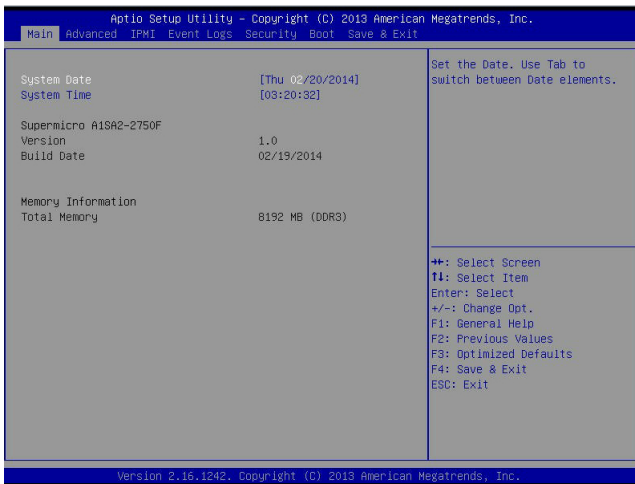 Aptio Setup Utility – Copyright (C) 2013 American Megatrends, Inc.
Main Advanced IPMI Event Logs Security Boot Save & Exit
System Date [Thu 02/20/2014]
System Time [03:20:32]
Supermicro A1SA2-2750F
Version 1.0
Build Date 02/19/2014
Memory Information
Total Memory 8192 MB (DDR3)
Set the Date. Use Tab to
switch between Date elements.
→←: Select Screen
↑↓: Select Item
Enter: Select
+/-: Change Opt.
F1: General Help
F2: Previous Values
F3: Optimized Defaults
F4: Save & Exit
ESC: Exit
Version 2.16.1242. Copyright (C) 2013 American Megatrends, Inc.